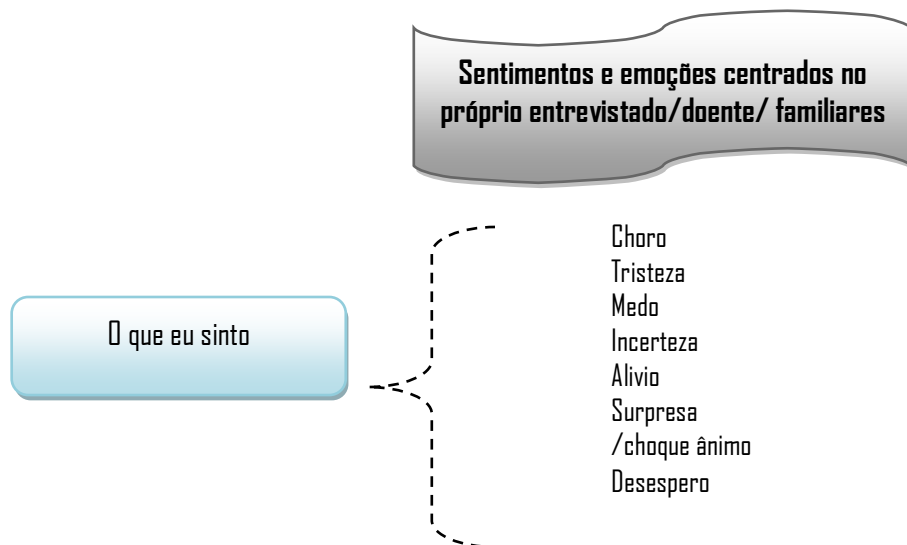 Sentimentos e emoções centrados no
próprio entrevistado/doente/ familiares
O que eu sinto
Choro
Tristeza
Medo
Incerteza
Alivio
Surpresa
/choque ânimo
Desespero